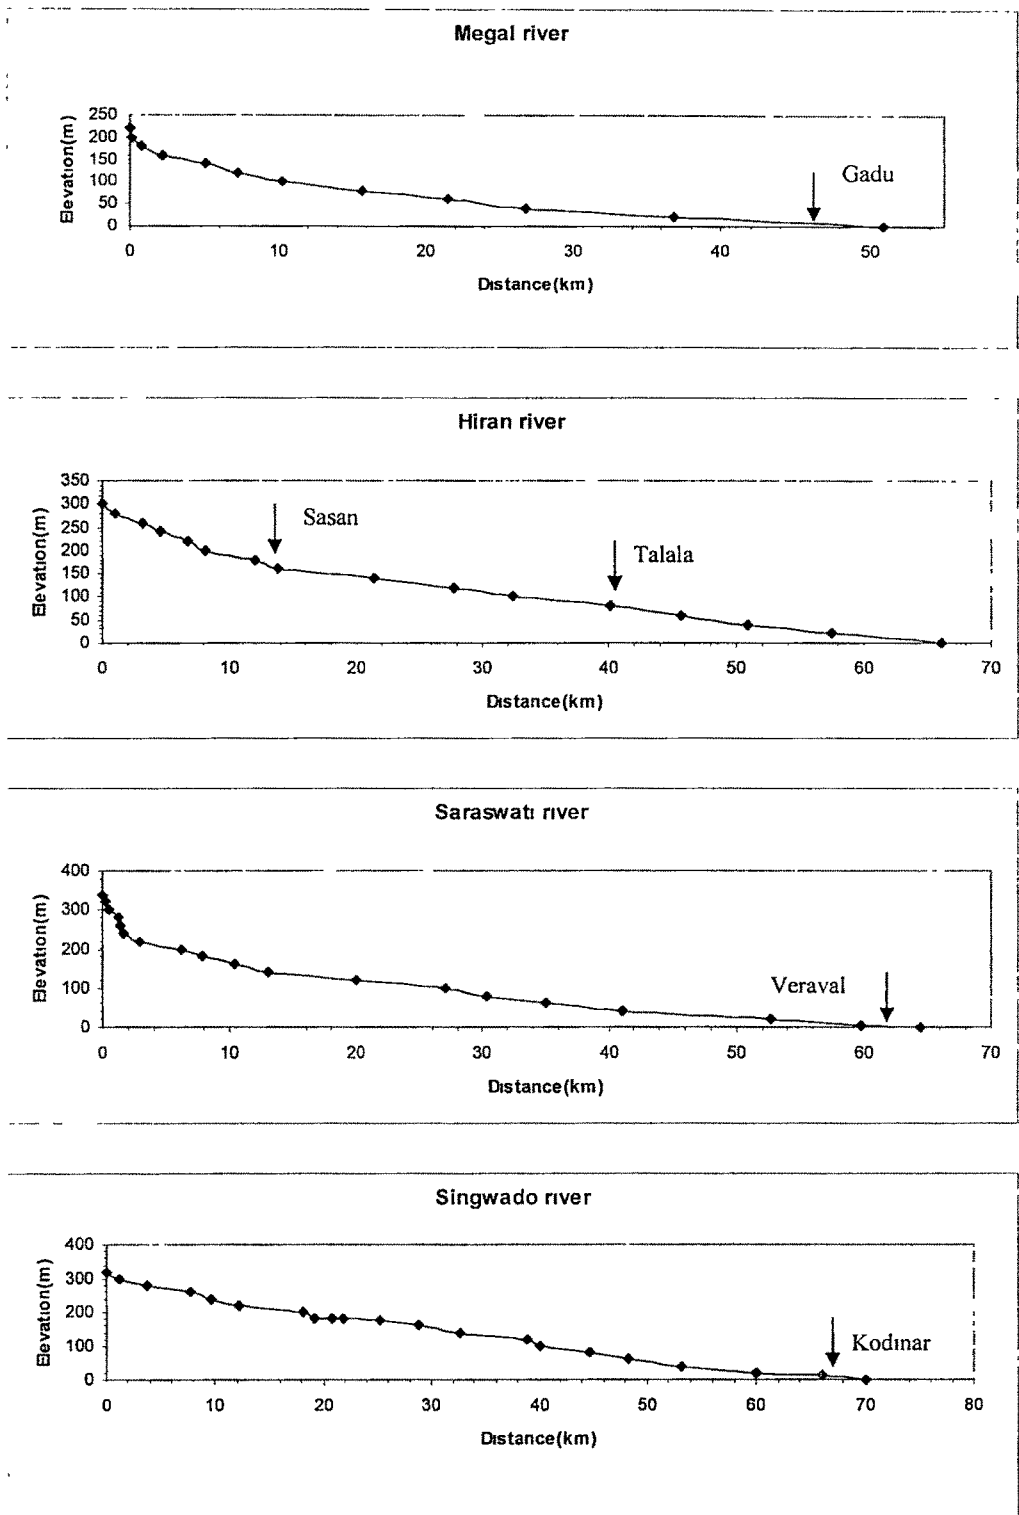 Megal river
250
200
150
100
50
0
Elevation(m)
Gadu
0 10 20 30 40 50
Distance(km)
Hiran river
350
300
250
200
150
100
50
0
Elevation(m)
Sasan
Talala
0 10 20 30 40 50 60 70
Distance(km)
Saraswati river
400
300
200
100
0
Elevation(m)
Veraval
0 10 20 30 40 50 60 70
Distance(km)
Singwado river
400
300
200
100
0
Elevation(m)
Kodinar
0 10 20 30 40 50 60 70 80
Distance(km)